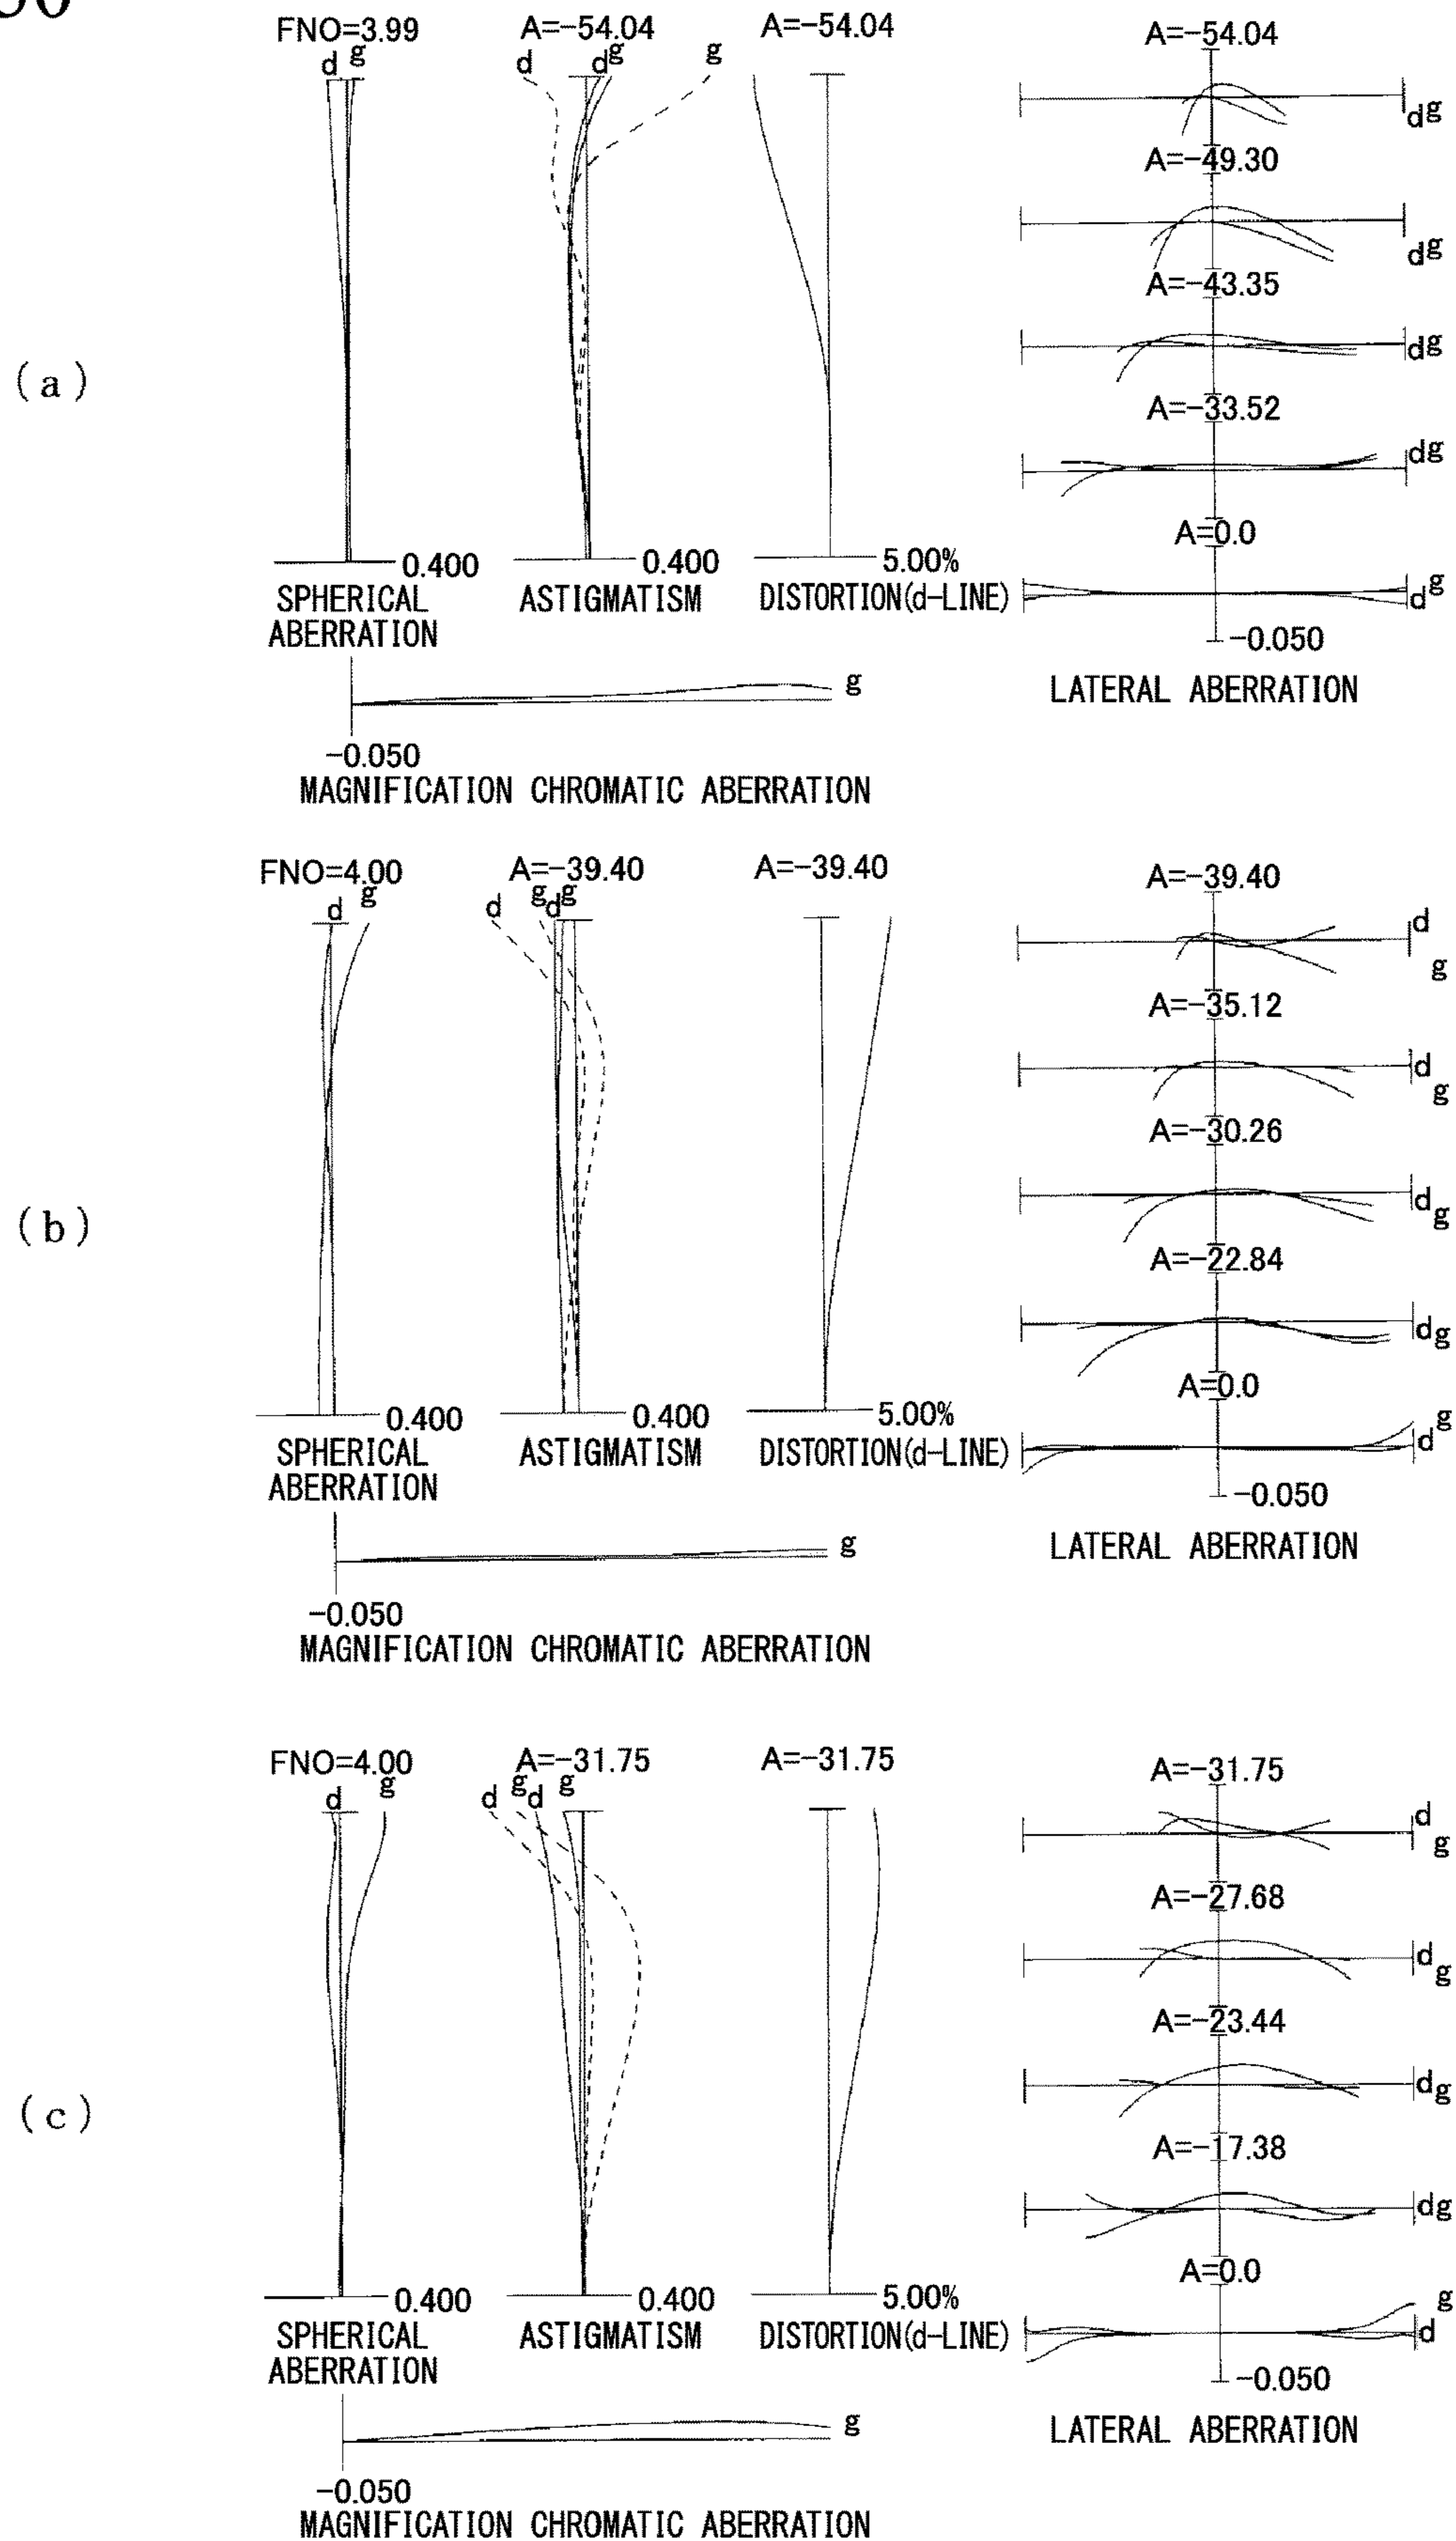 FNO=3.99
d g
A=-54.04
d d g g
A=-54.04
0.400
SPHERICAL
ABERRATION
0.400
ASTIGMATISM
5.00%
DISTORTION(d-LINE)
A=-54.04
d g
A=-49.30
d g
A=-43.35
d g
A=-33.52
d g
A=0.0
d g
-0.050
LATERAL ABERRATION
g
-0.050
MAGNIFICATION CHROMATIC ABERRATION
(a)
FNO=4.00
d g
A=-39.40
d g d g
A=-39.40
0.400
SPHERICAL
ABERRATION
0.400
ASTIGMATISM
5.00%
DISTORTION(d-LINE)
A=-39.40
d
g
A=-35.12
d
g
A=-30.26
d g
A=-22.84
d g
A=0.0
d g
-0.050
LATERAL ABERRATION
g
-0.050
MAGNIFICATION CHROMATIC ABERRATION
(b)
FNO=4.00
d g
A=-31.75
d g d g
A=-31.75
0.400
SPHERICAL
ABERRATION
0.400
ASTIGMATISM
5.00%
DISTORTION(d-LINE)
A=-31.75
d
g
A=-27.68
d g
A=-23.44
d g
A=-17.38
d g
A=0.0
g
d
-0.050
LATERAL ABERRATION
g
-0.050
MAGNIFICATION CHROMATIC ABERRATION
(c)